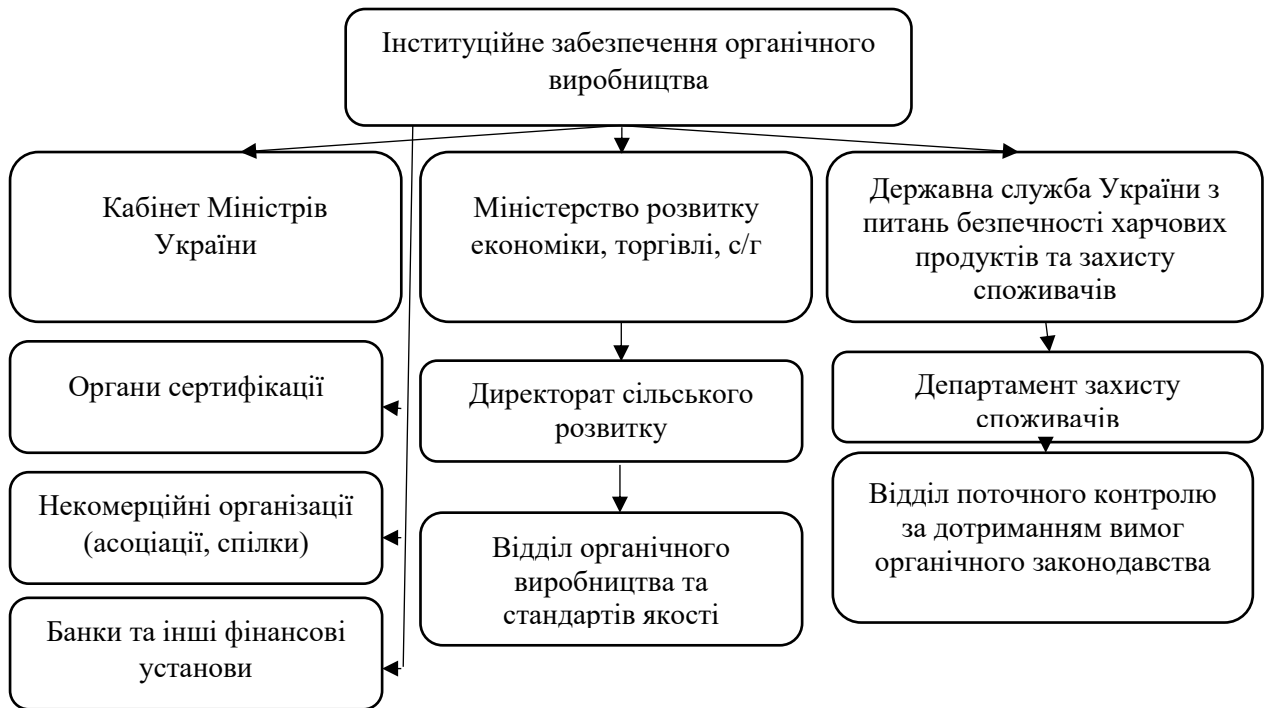 Інституційне забезпечення органічного
виробництва
Кабінет Міністрів
України
Міністерство розвитку
економіки, торгівлі, с/г
Державна служба України з
питань безпечності харчових
продуктів та захисту
споживачів
Органи сертифікації
Директорат сільського
розвитку
Департамент захисту
споживачів
Некомерційні організації
(асоціації, спілки)
Відділ органічного
виробництва та
стандартів якості
Відділ поточного контролю
за дотриманням вимог
органічного законодавства
Банки та інші фінансові
установи